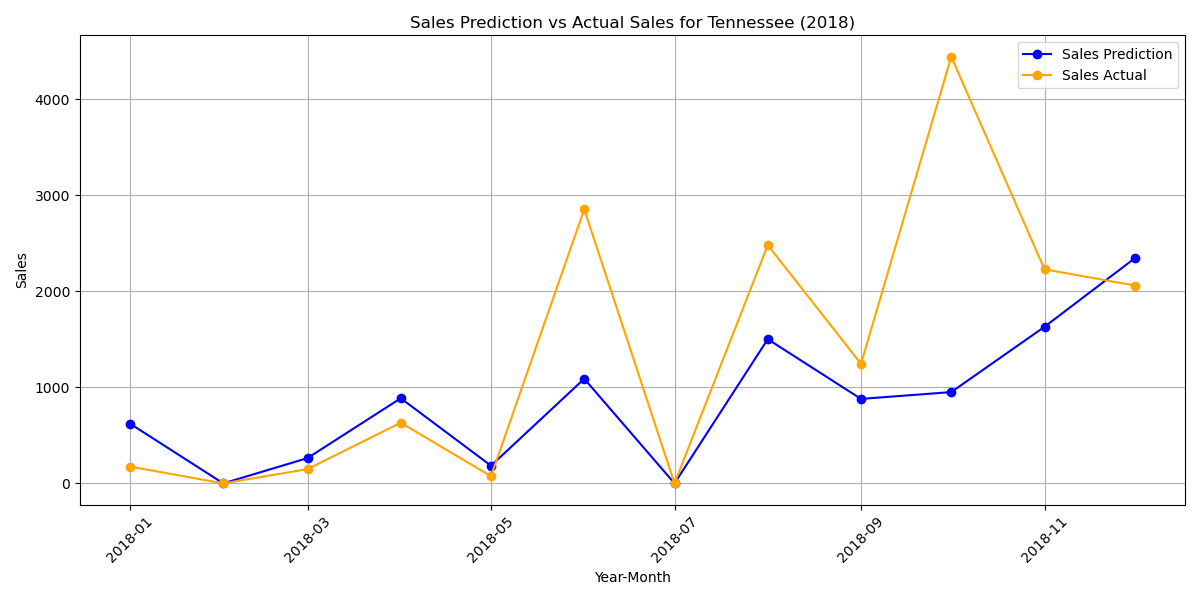 Sales Prediction vs Actual Sales for Tennessee (2018)
Sales Prediction
Sales Actual
Sales
4000
3000
2000
1000
0
2018-01
2018-03
2018-05
2018-07
2018-09
2018-11
Year-Month